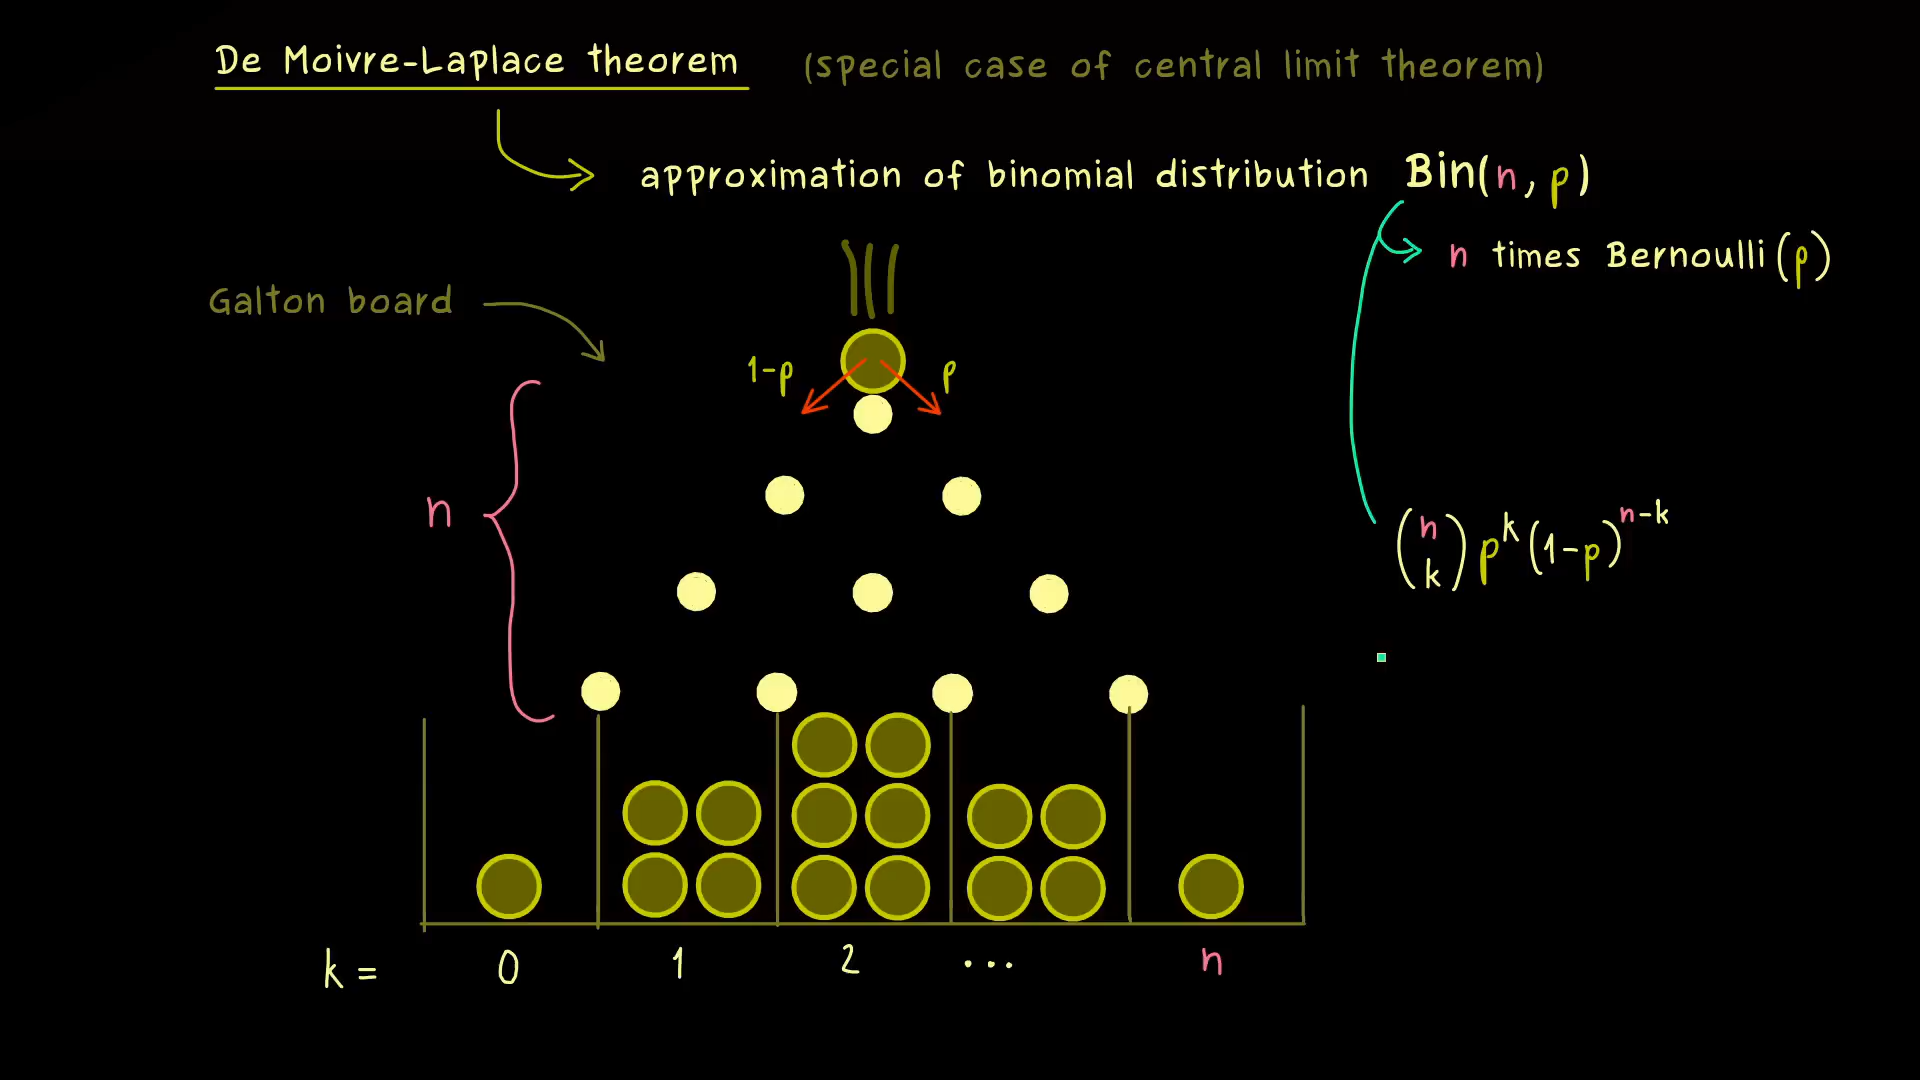 De Moivre-Laplace theorem (special case of central limit theorem)
approximation of binomial distribution Bin(n, p)
n times Bernoulli(p)
Galton board
1-p p
n
(n k) p^k (1-p)^{n-k}
k = 0 1 2 ... n